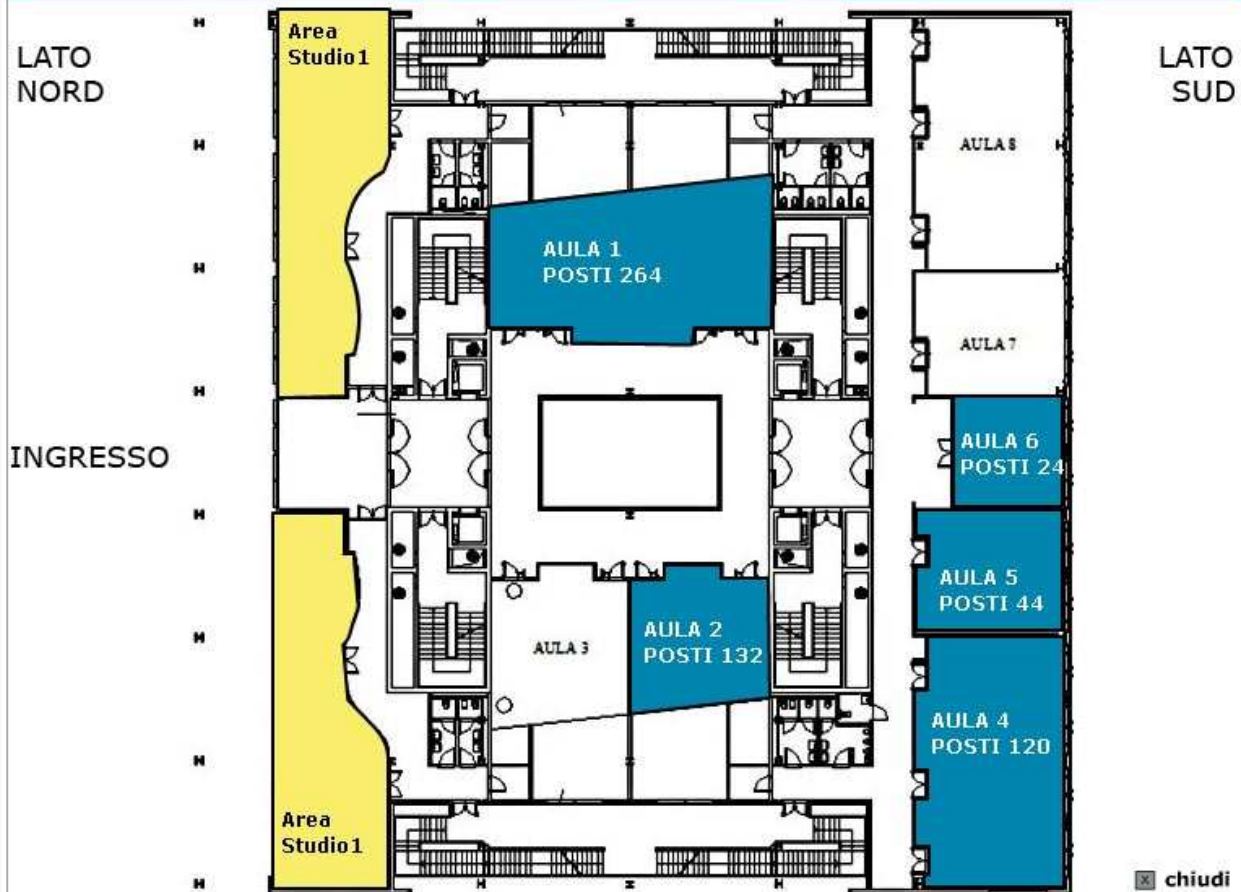 Area
Studio1
LATO
NORD
LATO
SUD
AULA 8
AULA 1
POSTI 264
AULA 7
INGRESSO
AULA 6
POSTI 24
AULA 5
POSTI 44
AULA 3
AULA 2
POSTI 132
AULA 4
POSTI 120
Area
Studio1
x chiudi